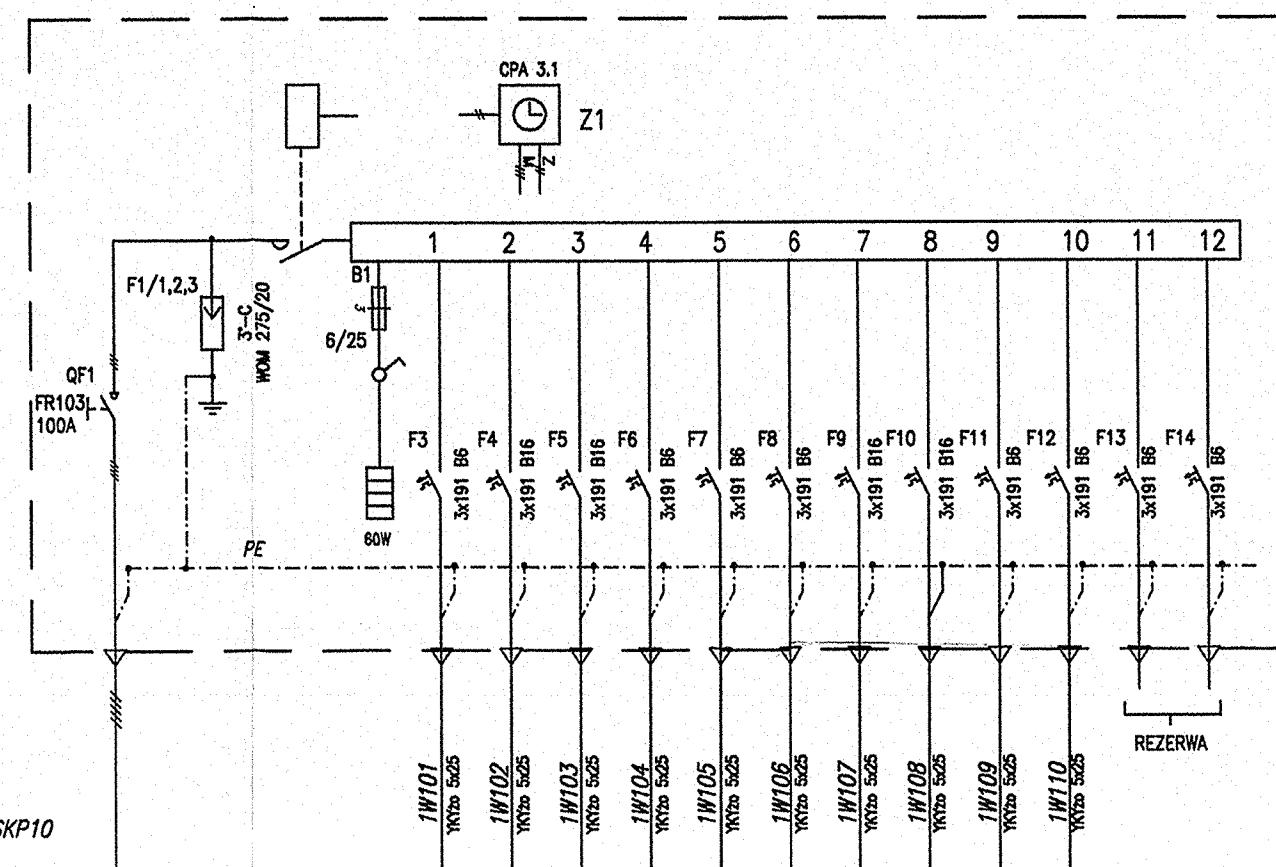 CPA 3.1
Z1
M
Z
1 2 3 4 5 6 7 8 9 10 11 12
F1/1,2,3
3*-C
WOM 275/20
B1
3
6/25
QF1
FR103
100A
60W
PE
F3
3x191 B6
F4
3x191 B16
F5
3x191 B16
F6
3x191 B6
F7
3x191 B6
F8
3x191 B6
F9
3x191 B16
F10
3x191 B16
F11
3x191 B6
F12
3x191 B6
F13
3x191 B6
F14
3x191 B6
REZERWA
1W101
YKYżo 5x25
1W102
YKYżo 5x25
1W103
YKYżo 5x25
1W104
YKYżo 5x25
1W105
YKYżo 5x25
1W106
YKYżo 5x25
1W107
YKYżo 5x25
1W108
YKYżo 5x25
1W109
YKYżo 5x25
1W110
YKYżo 5x25
SKP10